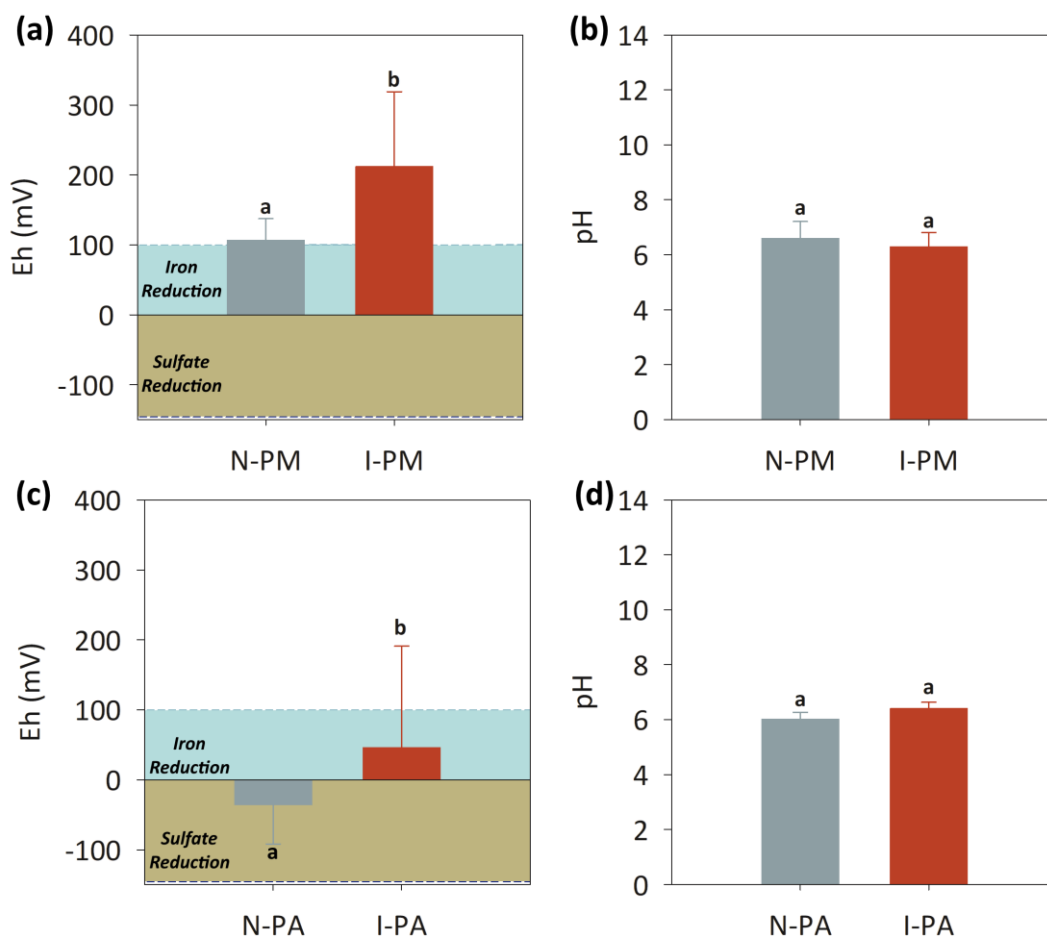 (a)
400
300
200
100
0
-100
Eh (mV)
a
b
Iron
Reduction
Sulfate
Reduction
N-PM
I-PM
(b)
14
12
10
8
6
4
2
0
pH
a
a
N-PM
I-PM
(c)
400
300
200
100
0
-100
Eh (mV)
b
Iron
Reduction
Sulfate
Reduction
a
N-PA
I-PA
(d)
14
12
10
8
6
4
2
0
pH
a
a
N-PA
I-PA